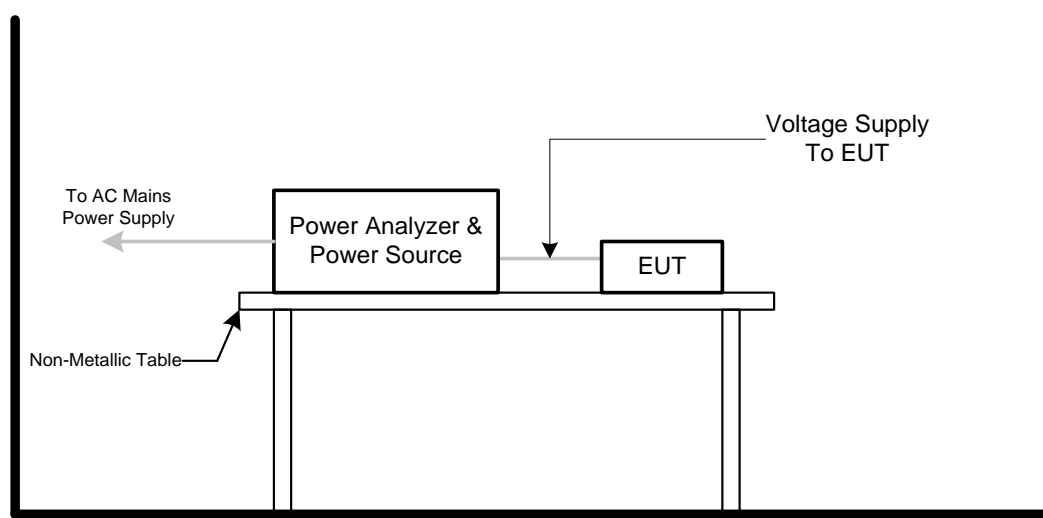 Voltage Supply
To EUT
To AC Mains
Power Supply
Power Analyzer &
Power Source
EUT
Non-Metallic Table